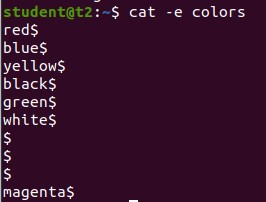 student@t2:~$ cat -e colors
red$
blue$
yellow$
black$
green$
white$
$
$
$
magenta$